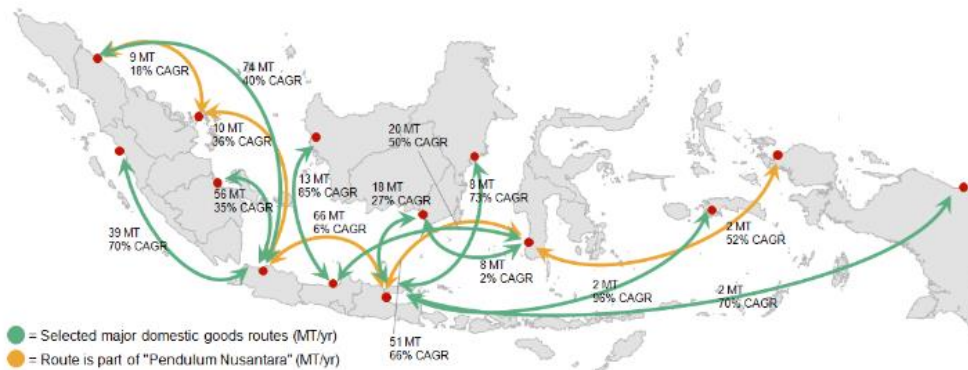 9 MT
18% CAGR
74 MT
40% CAGR
10 MT
36% CAGR
20 MT
50% CAGR
13 MT
85% CAGR
18 MT
27% CAGR
8 MT
73% CAGR
56 MT
35% CAGR
66 MT
6% CAGR
39 MT
70% CAGR
2 MT
52% CAGR
8 MT
2% CAGR
2 MT
96% CAGR
2 MT
70% CAGR
51 MT
66% CAGR
= Selected major domestic goods routes (MT/yr)
= Route is part of "Pendulum Nusantara" (MT/yr)